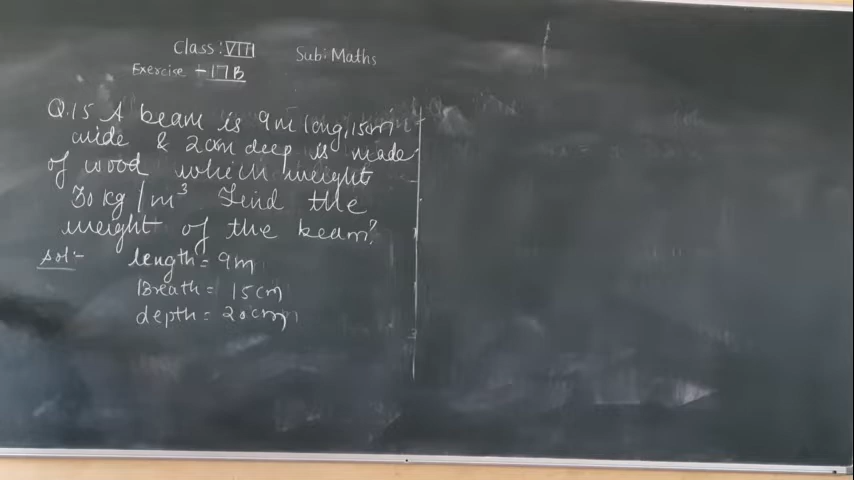 Class: VIII
Sub: Maths
Exercise - 17B
Q.15 A beam is 9m long, 15cm
wide & 20cm deep is made
of wood which weight
30 kg/m³ Find the
weight of the beam?
Sol:-
length = 9m
Breath = 15cm
depth = 20cm